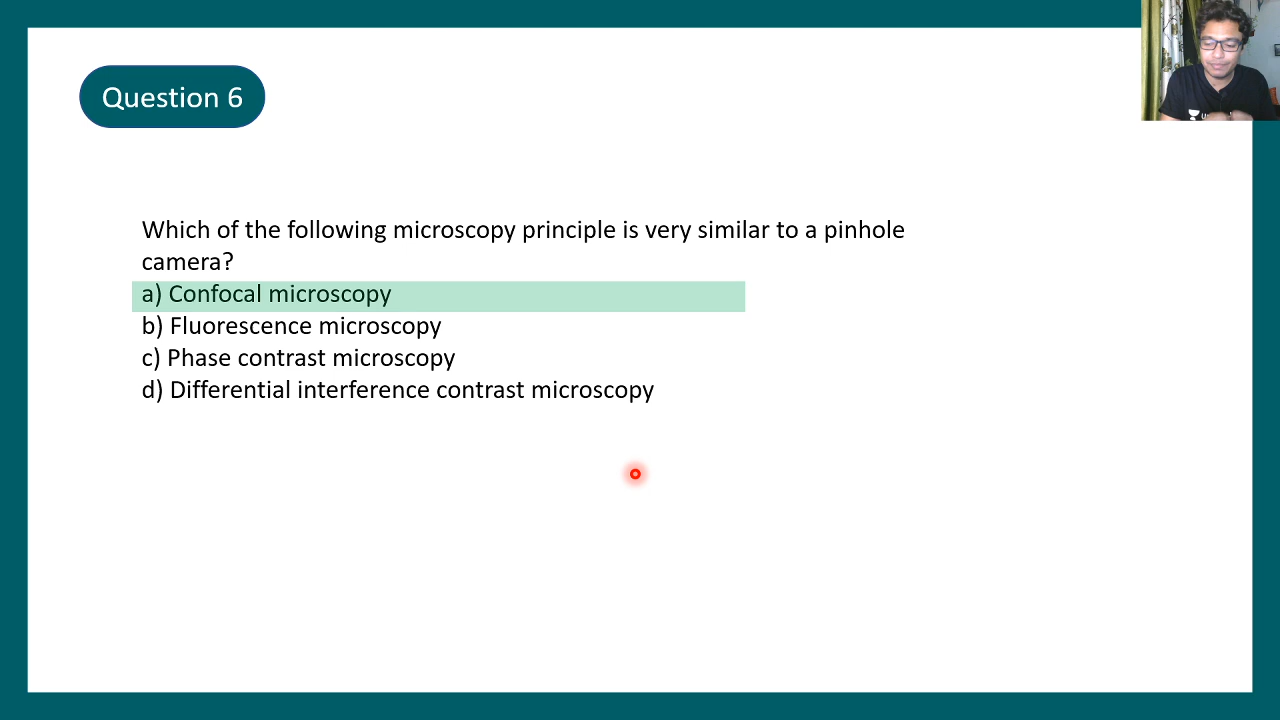 Question 6
Which of the following microscopy principle is very similar to a pinhole
camera?
a) Confocal microscopy
b) Fluorescence microscopy
c) Phase contrast microscopy
d) Differential interference contrast microscopy